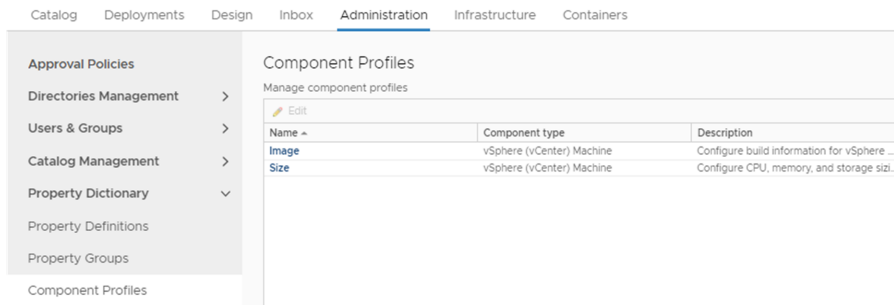 Catalog Deployments Design Inbox Administration Infrastructure Containers
Approval Policies
Directories Management
Users & Groups
Catalog Management
Property Dictionary
Property Definitions
Property Groups
Component Profiles
Component Profiles
Manage component profiles
Edit
Name Component type Description
Image vSphere (vCenter) Machine Configure build information for vSphere ...
Size vSphere (vCenter) Machine Configure CPU, memory, and storage sizi...